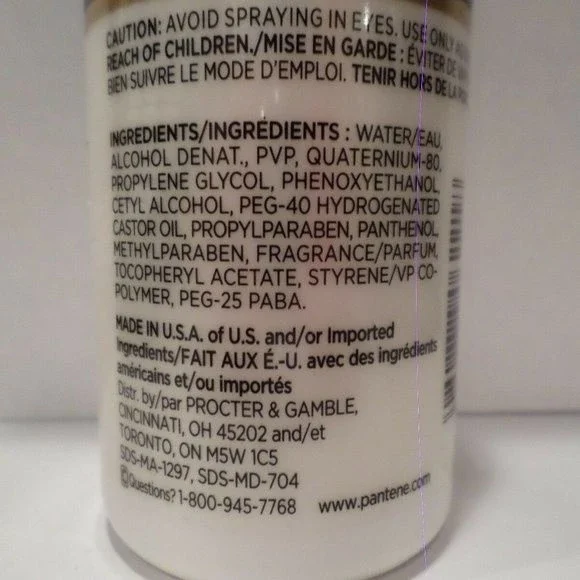 CAUTION: AVOID SPRAYING IN EYES. USE ONLY
REACH OF CHILDREN./MISE EN GARDE : ÉVITER DE
BIEN SUIVRE LE MODE D'EMPLOI. TENIR HORS DE LA
INGREDIENTS/INGRÉDIENTS : WATER/EAU,
ALCOHOL DENAT., PVP, QUATERNIUM-80,
PROPYLENE GLYCOL, PHENOXYETHANOL,
CETYL ALCOHOL, PEG-40 HYDROGENATED
CASTOR OIL, PROPYLPARABEN, PANTHENOL,
METHYLPARABEN, FRAGRANCE/PARFUM,
TOCOPHERYL ACETATE, STYRENE/VP CO-
POLYMER, PEG-25 PABA.
MADE IN U.S.A. of U.S. and/or Imported
Ingredients/FAIT AUX É.-U. avec des ingrédients
américains et/ou importés
Distr. by/par PROCTER & GAMBLE,
CINCINNATI, OH 45202 and/et
TORONTO, ON M5W 1C5
SDS-MA-1297, SDS-MD-704
Questions? 1-800-945-7768 www.pantene.com